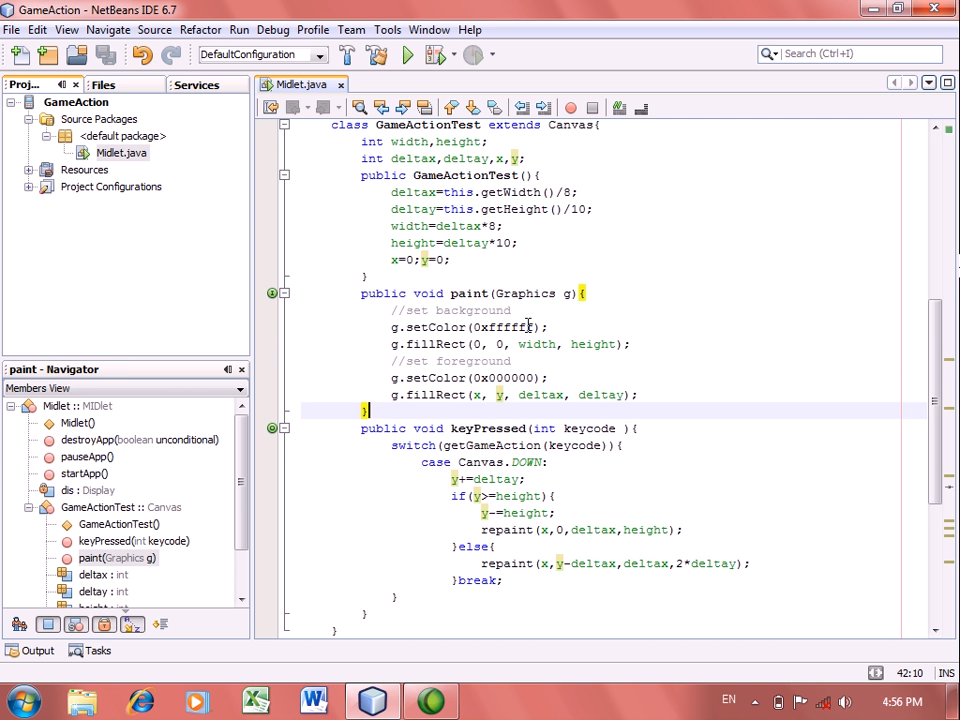 GameAction - NetBeans IDE 6.7
File Edit View Navigate Source Refactor Run Debug Profile Team Tools Window Help
DefaultConfiguration
Search (Ctrl+I)
Proj...
Files
Services
Midlet.java
GameAction
Source Packages
<default package>
Midlet.java
Resources
Project Configurations
paint - Navigator
Members View
Midlet :: MIDlet
Midlet()
destroyApp(boolean unconditional)
pauseApp()
startApp()
dis : Display
GameActionTest :: Canvas
GameActionTest()
keyPressed(int keycode)
paint(Graphics g)
deltax : int
deltay : int
height : int
class GameActionTest extends Canvas{
int width,height;
int deltax,deltay,x,y;
public GameActionTest(){
deltax=this.getWidth()/8;
deltay=this.getHeight()/10;
width=deltax*8;
height=deltay*10;
x=0;y=0;
}
public void paint(Graphics g){
//set background
g.setColor(0xffffff);
g.fillRect(0, 0, width, height);
//set foreground
g.setColor(0x000000);
g.fillRect(x, y, deltax, deltay);
}
public void keyPressed(int keycode ){
switch(getGameAction(keycode)){
case Canvas.DOWN:
y+=deltay;
if(y>=height){
y-=height;
repaint(x,0,deltax,height);
}else{
repaint(x,y-deltax,deltax,2*deltay);
}break;
}
}
}
Output
Tasks
42:10
INS
EN
4:56 PM